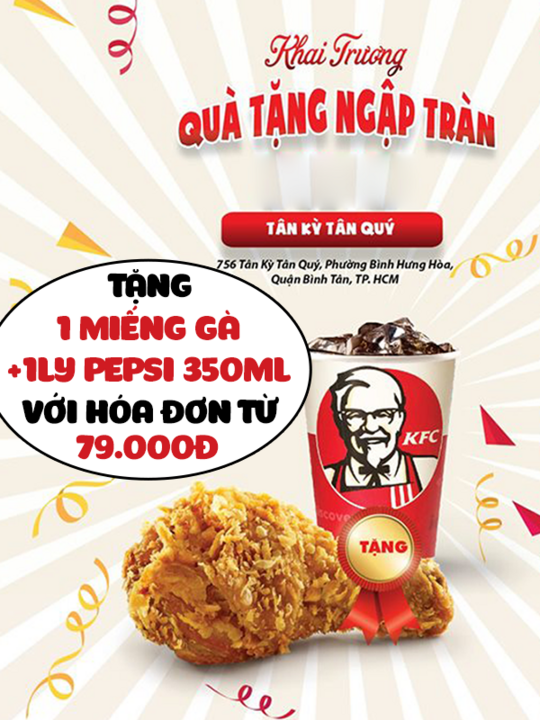 Khai Trương
QUÀ TẶNG NGẬP TRÀN
TÂN KỲ TÂN QUÝ
756 Tân Kỳ Tân Quý, Phường Bình Hưng Hòa,
Quận Bình Tân, TP. HCM
TẶNG
1 MIẾNG GÀ
+1LY PEPSI 350ML
VỚI HÓA ĐƠN TỪ
79.000Đ
KFC
TẶNG